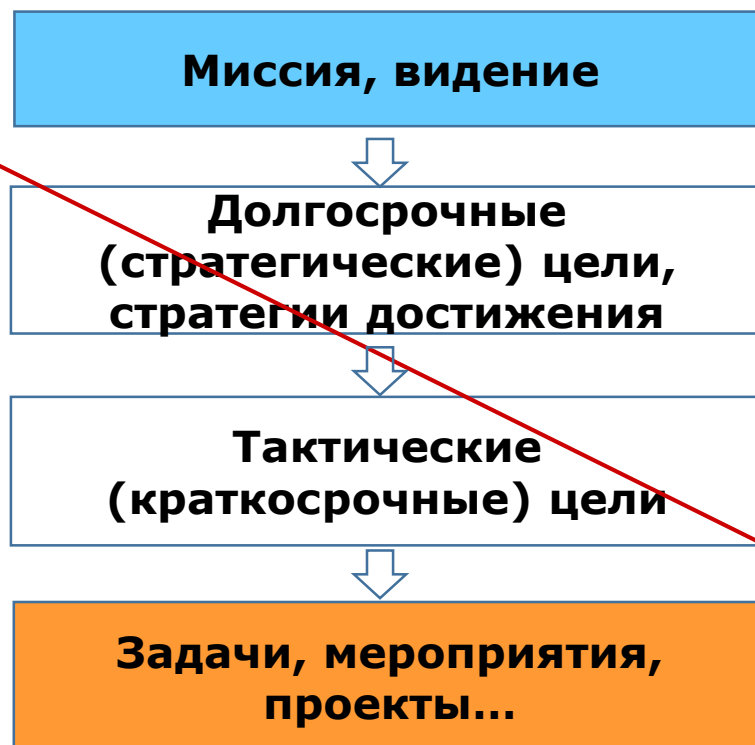 Миссия, видение
Долгосрочные
(стратегические) цели,
стратегии достижения
Тактические
(краткосрочные) цели
Задачи, мероприятия,
проекты…